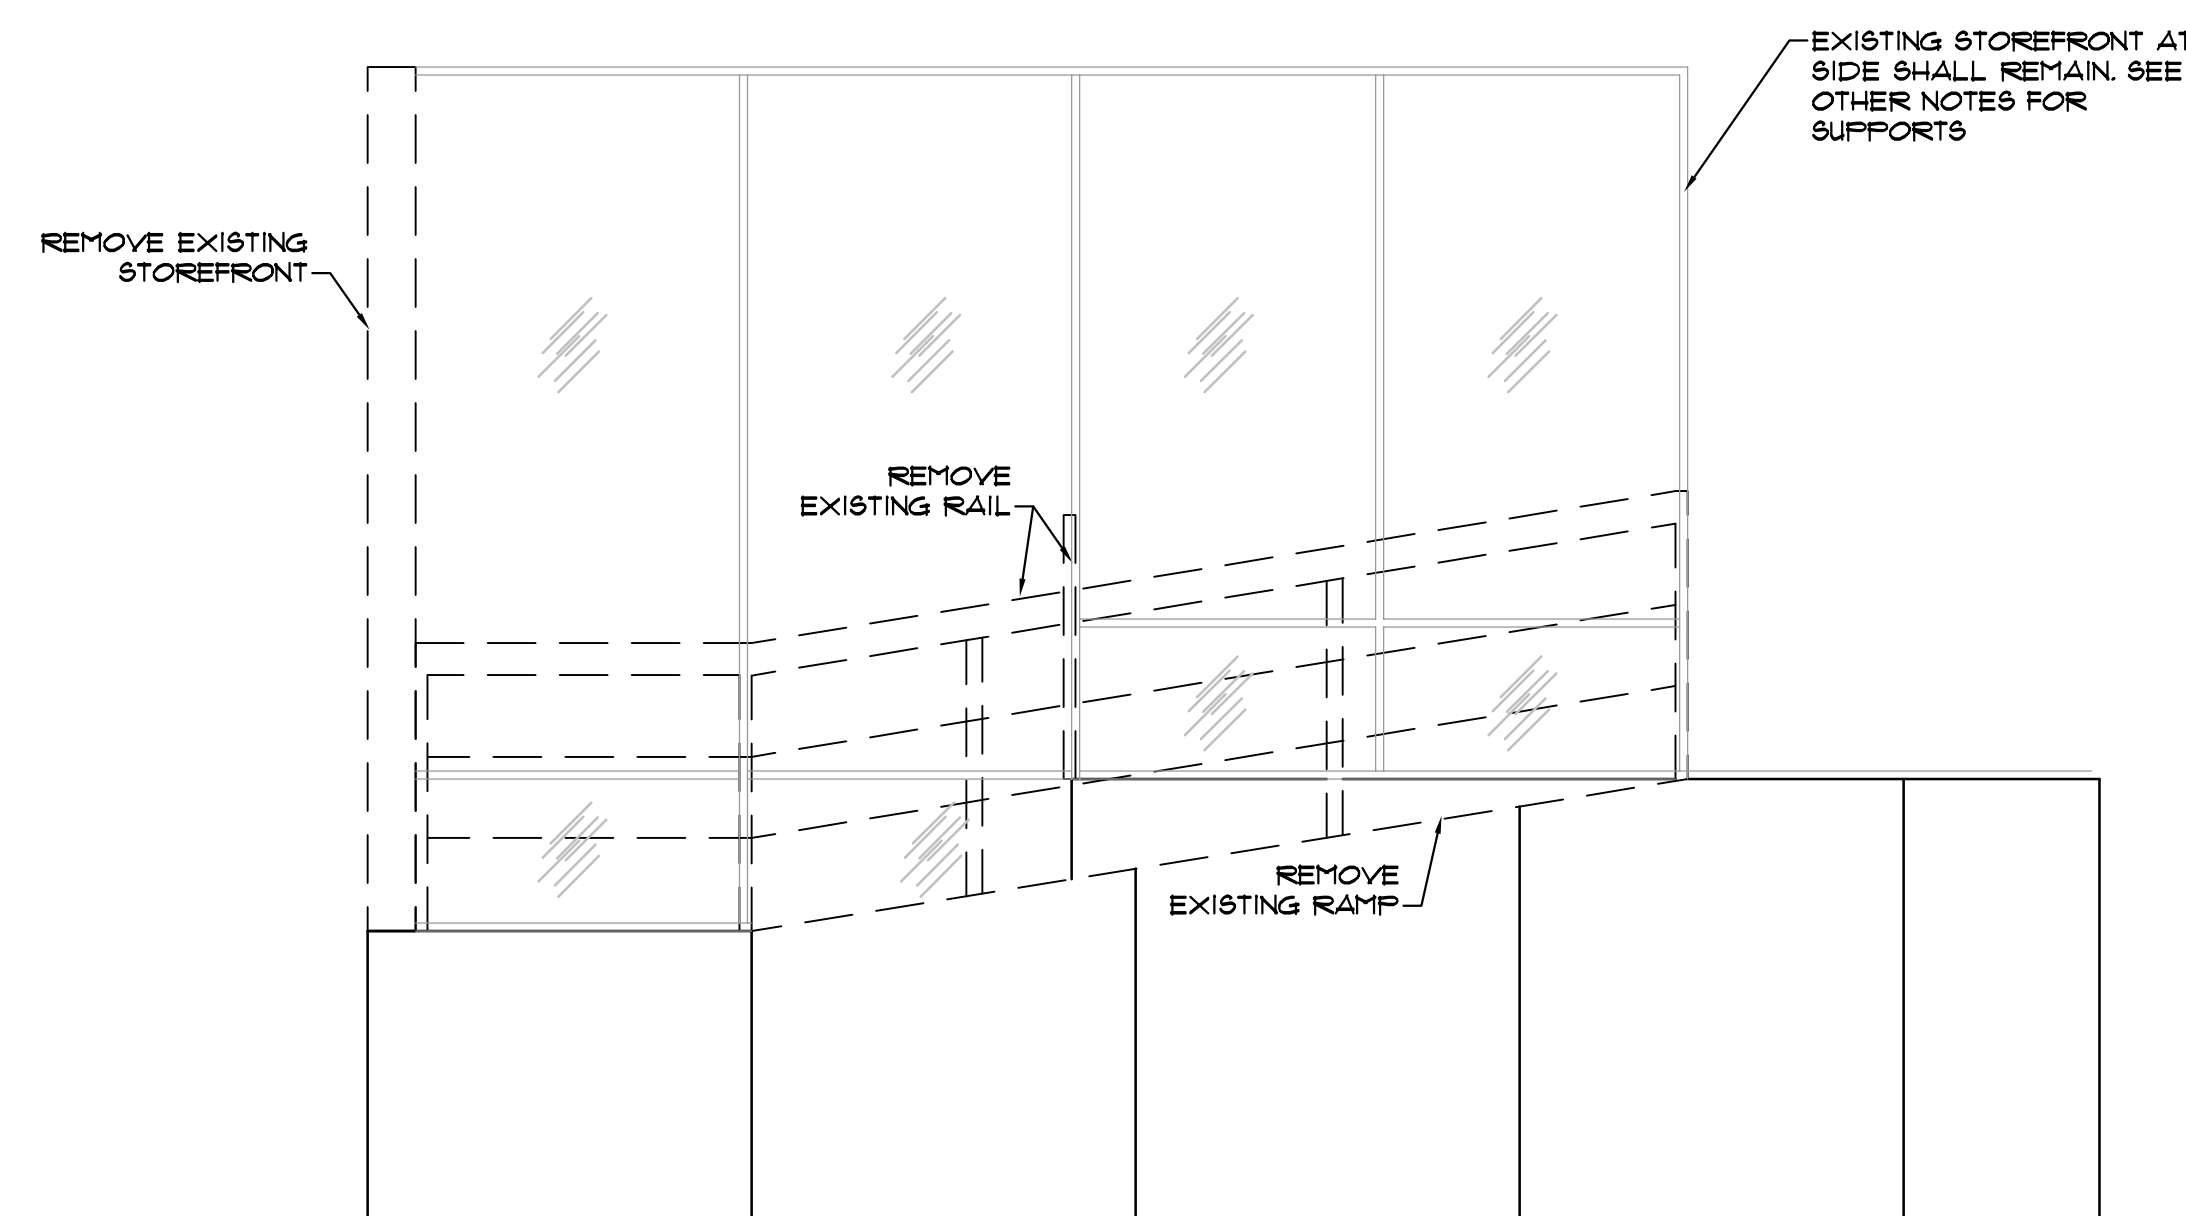 EXISTING STOREFRONT AT
SIDE SHALL REMAIN. SEE
OTHER NOTES FOR
SUPPORTS
REMOVE EXISTING
STOREFRONT
REMOVE
EXISTING RAIL
REMOVE
EXISTING RAMP